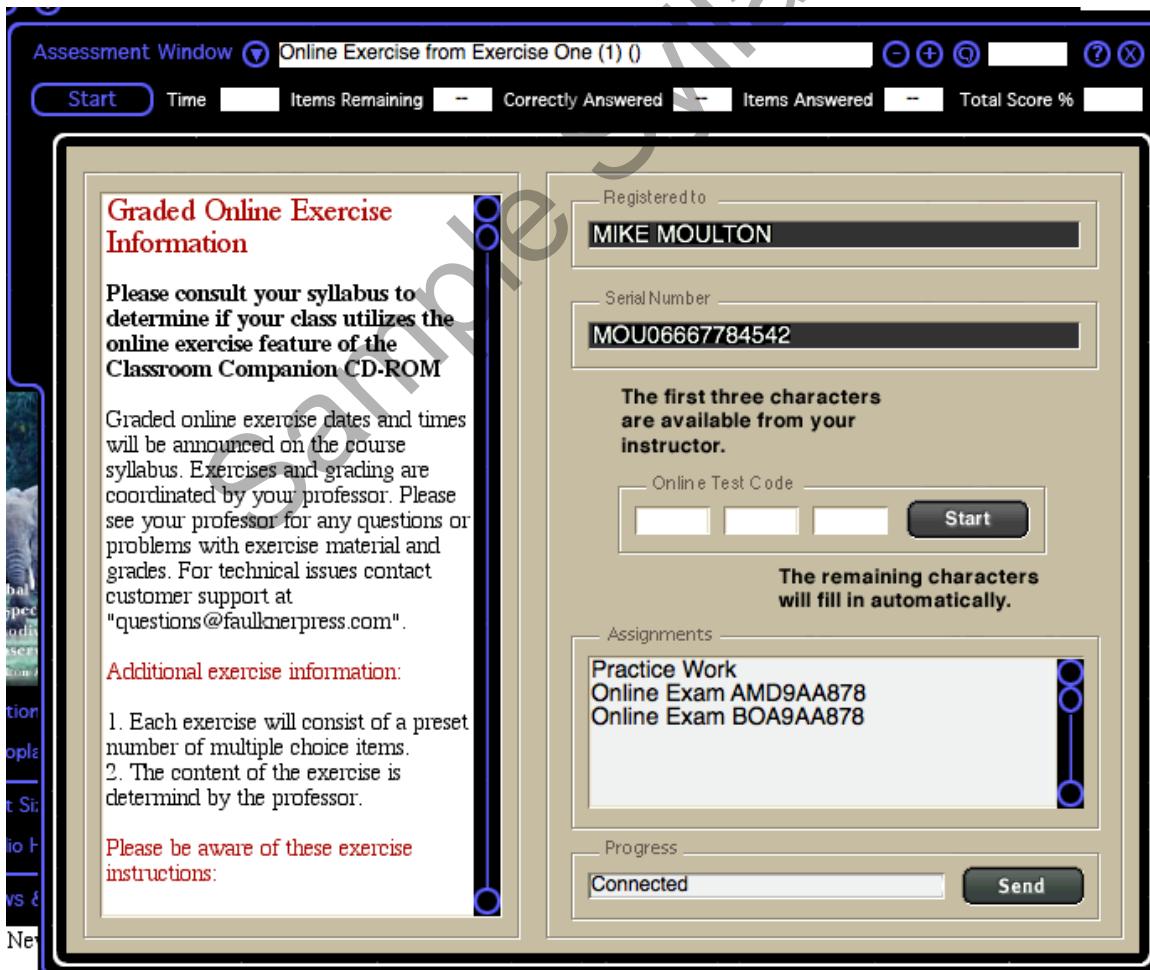 Assessment Window Online Exercise from Exercise One (1) ()
Start Time Items Remaining -- Correctly Answered -- Items Answered -- Total Score %
Graded Online Exercise
Information
Please consult your syllabus to
determine if your class utilizes the
online exercise feature of the
Classroom Companion CD-ROM
Graded online exercise dates and times
will be announced on the course
syllabus. Exercises and grading are
coordinated by your professor. Please
see your professor for any questions or
problems with exercise material and
grades. For technical issues contact
customer support at
"questions@faulknerpress.com".
Additional exercise information:
1. Each exercise will consist of a preset
number of multiple choice items.
2. The content of the exercise is
determind by the professor.
Please be aware of these exercise
instructions:
Registered to
MIKE MOULTON
Serial Number
MOU06667784542
The first three characters
are available from your
instructor.
Online Test Code
Start
The remaining characters
will fill in automatically.
Assignments
Practice Work
Online Exam AMD9AA878
Online Exam BOA9AA878
Progress
Connected
Send
Sample